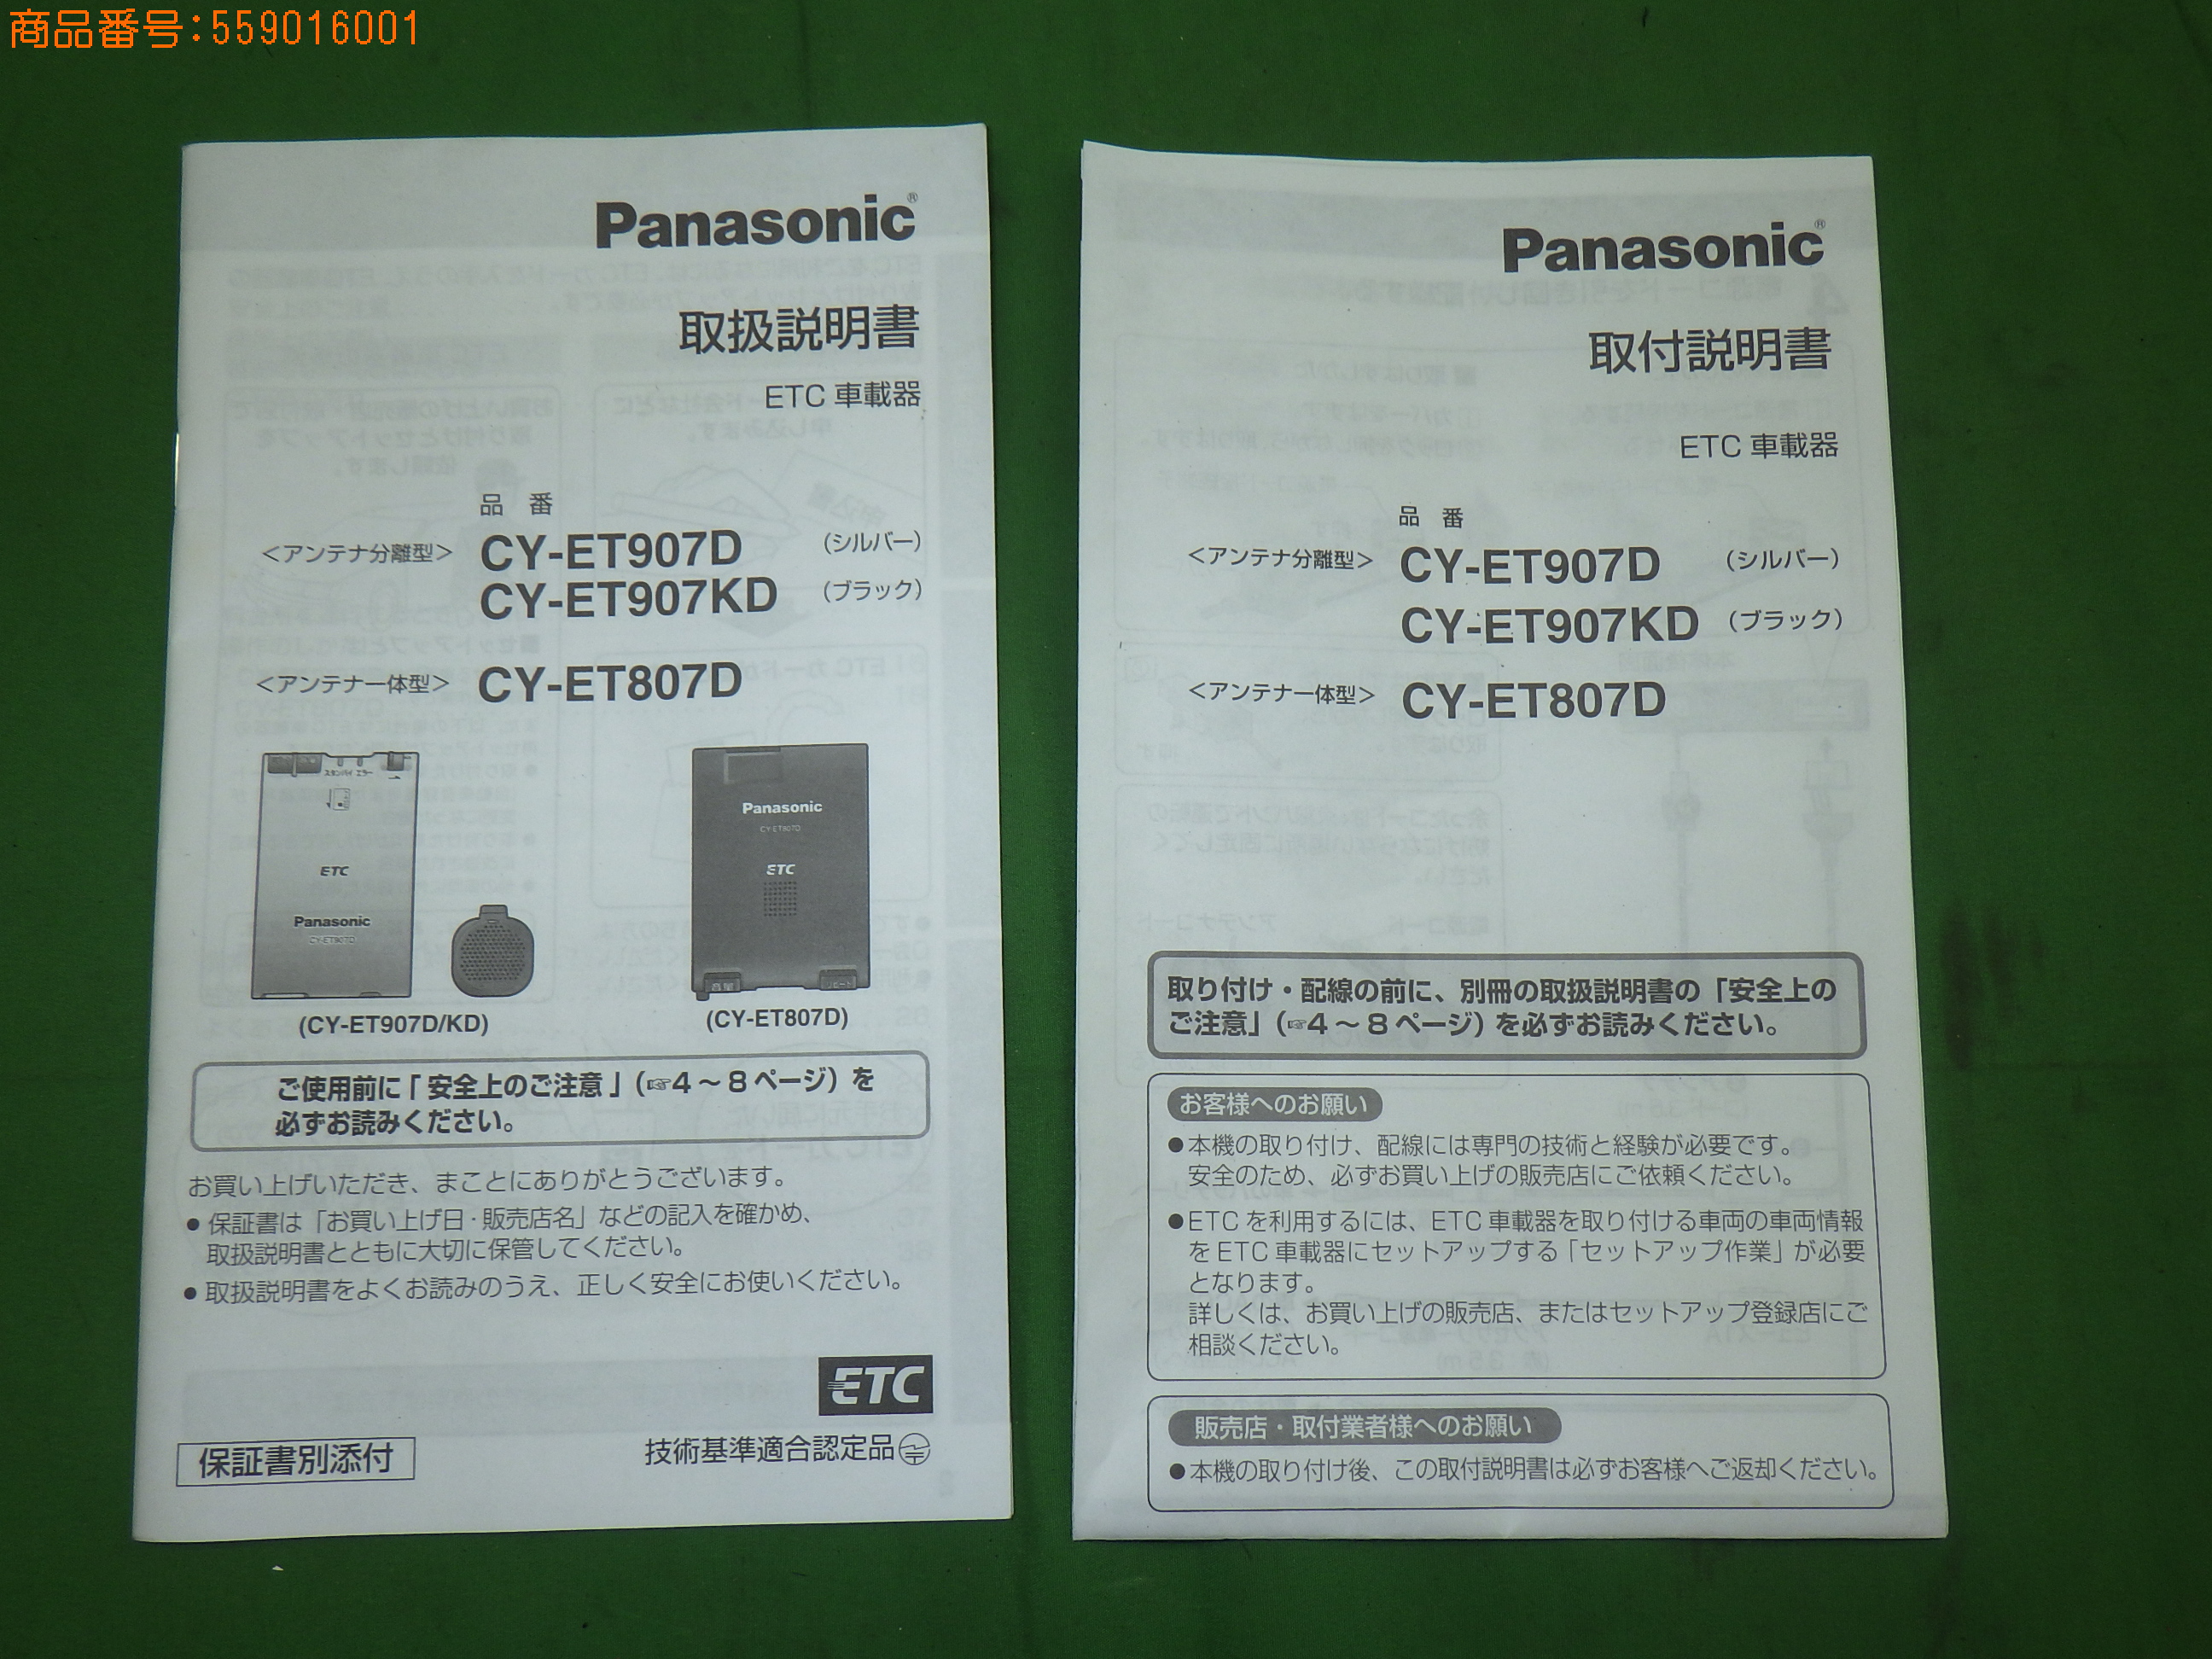 商品番号:559016001
Panasonic®
取扱説明書
ETC 車載器
品 番
＜アンテナ分離型＞ CY-ET907D （シルバー）
CY-ET907KD （ブラック）
＜アンテナ一体型＞ CY-ET807D
スタンバイ エラー
ETC
Panasonic
CY-ET907D
(CY-ET907D/KD)
Panasonic
CY-ET807D
ETC
音量
リピート
(CY-ET807D)
ご使用前に「安全上のご注意」（☞4～8ページ）を
必ずお読みください。
お買い上げいただき、まことにありがとうございます。
● 保証書は「お買い上げ日・販売店名」などの記入を確かめ、
取扱説明書とともに大切に保管してください。
● 取扱説明書をよくお読みのうえ、正しく安全にお使いください。
ETC
保証書別添付
技術基準適合認定品
Panasonic®
取付説明書
ETC 車載器
品 番
＜アンテナ分離型＞ CY-ET907D （シルバー）
CY-ET907KD （ブラック）
＜アンテナ一体型＞ CY-ET807D
取り付け・配線の前に、別冊の取扱説明書の「安全上の
ご注意」（☞4～8ページ）を必ずお読みください。
お客様へのお願い
●本機の取り付け、配線には専門の技術と経験が必要です。
安全のため、必ずお買い上げの販売店にご依頼ください。
●ETCを利用するには、ETC車載器を取り付ける車両の車両情報
をETC車載器にセットアップする「セットアップ作業」が必要
となります。
詳しくは、お買い上げの販売店、またはセットアップ登録店にご
相談ください。
販売店・取付業者様へのお願い
●本機の取り付け後、この取付説明書は必ずお客様へご返却ください。